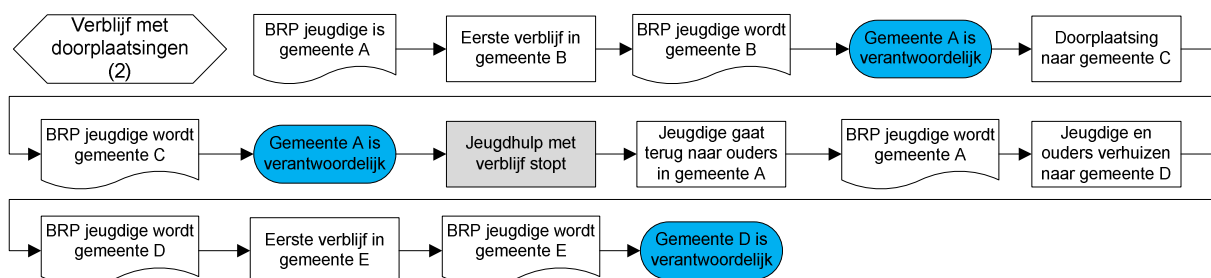 Verblijf met
doorplaatsingen
(2)
BRP jeugdige is
gemeente A
Eerste verblijf in
gemeente B
BRP jeugdige wordt
gemeente B
Gemeente A is
verantwoordelijk
Doorplaatsing
naar gemeente C
BRP jeugdige wordt
gemeente C
Gemeente A is
verantwoordelijk
Jeugdhulp met
verblijf stopt
Jeugdige gaat
terug naar ouders
in gemeente A
BRP jeugdige wordt
gemeente A
Jeugdige en
ouders verhuizen
naar gemeente D
BRP jeugdige wordt
gemeente D
Eerste verblijf in
gemeente E
BRP jeugdige wordt
gemeente E
Gemeente D is
verantwoordelijk